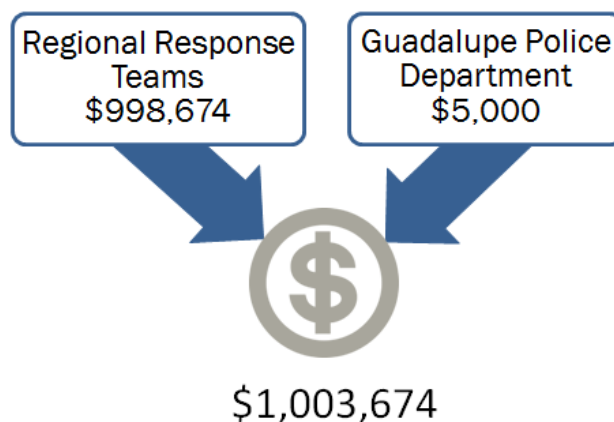 Regional Response
Teams
$998,674
Guadalupe Police
Department
$5,000
$
$1,003,674